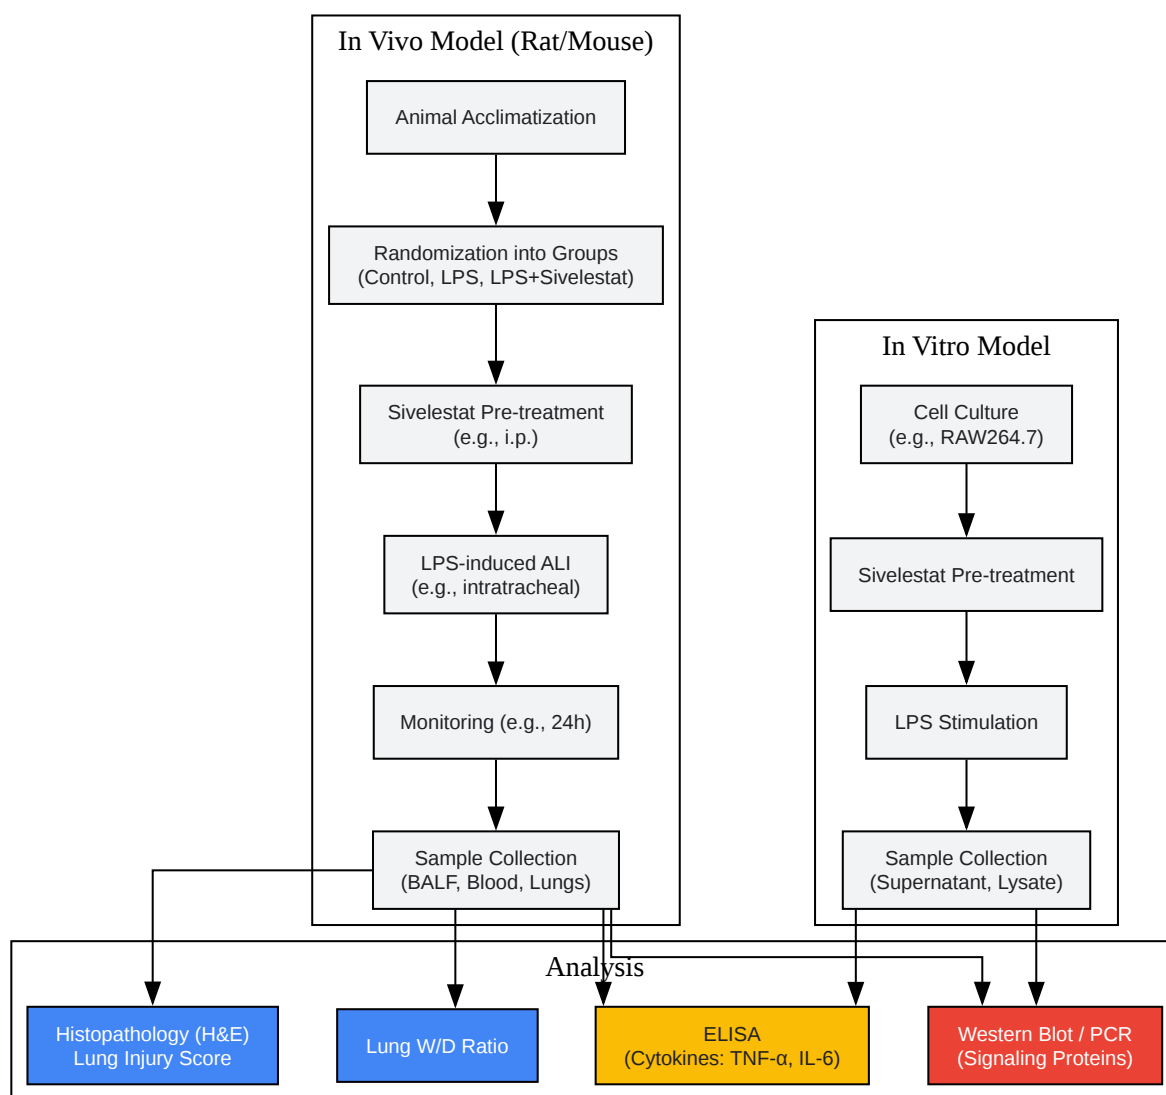 In Vivo Model (Rat/Mouse)
Animal Acclimatization
Randomization into Groups
(Control, LPS, LPS+Sivelestat)
Sivelestat Pre-treatment
(e.g., i.p.)
LPS-induced ALI
(e.g., intratracheal)
Monitoring (e.g., 24h)
Sample Collection
(BALF, Blood, Lungs)
In Vitro Model
Cell Culture
(e.g., RAW264.7)
Sivelestat Pre-treatment
LPS Stimulation
Sample Collection
(Supernatant, Lysate)
Analysis
Histopathology (H&E)
Lung Injury Score
Lung W/D Ratio
ELISA
(Cytokines: TNF-α, IL-6)
Western Blot / PCR
(Signaling Proteins)